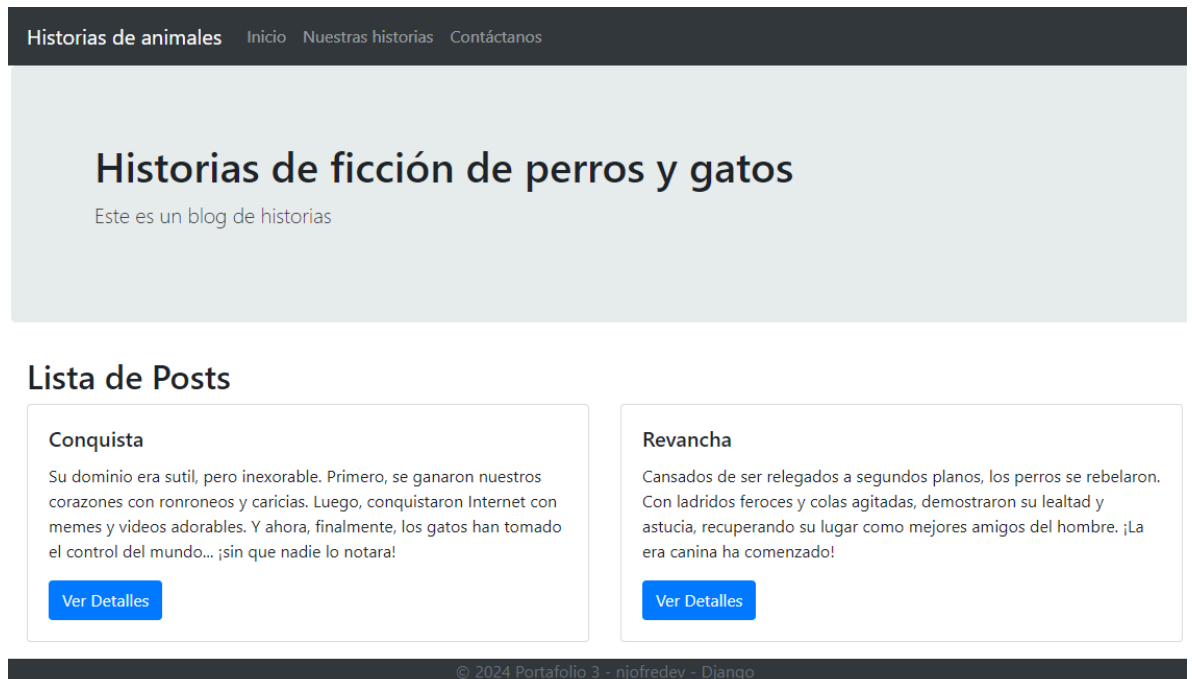 Historias de animales Inicio Nuestras historias Contáctanos
Historias de ficción de perros y gatos
Este es un blog de historias
Lista de Posts
Conquista
Su dominio era sutil, pero inexorable. Primero, se ganaron nuestros
corazones con ronroneos y caricias. Luego, conquistaron Internet con
memes y videos adorables. Y ahora, finalmente, los gatos han tomado
el control del mundo... ¡sin que nadie lo notara!
Ver Detalles
Revancha
Cansados de ser relegados a segundos planos, los perros se rebelaron.
Con ladridos feroces y colas agitadas, demostraron su lealtad y
astucia, recuperando su lugar como mejores amigos del hombre. ¡La
era canina ha comenzado!
Ver Detalles
© 2024 Portafolio 3 - njofredev - Django